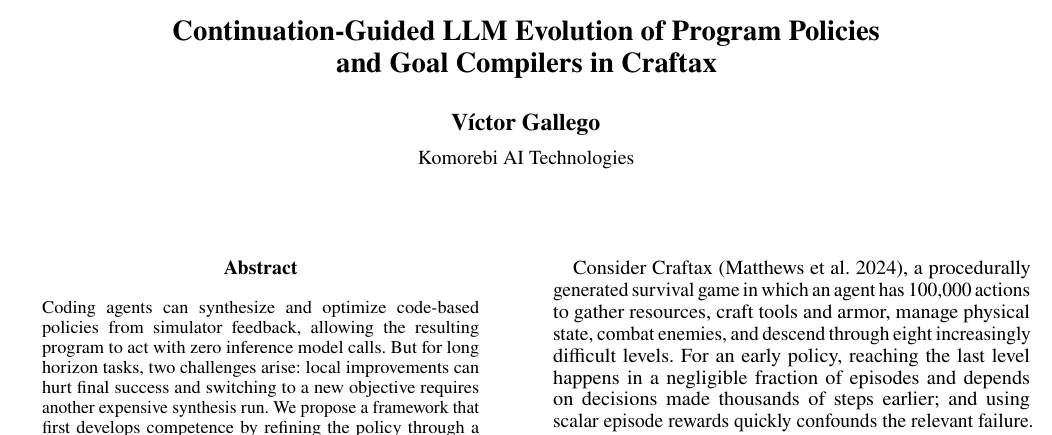 Continuation-Guided LLM Evolution of Program Policies
and Goal Compilers in Craftax
Víctor Gallego
Komorebi AI Technologies
Abstract
Coding agents can synthesize and optimize code-based
policies from simulator feedback, allowing the resulting
program to act with zero inference model calls. But for long
horizon tasks, two challenges arise: local improvements can
hurt final success and switching to a new objective requires
another expensive synthesis run. We propose a framework that
first develops competence by refining the policy through a
Consider Craftax (Matthews et al. 2024), a procedurally
generated survival game in which an agent has 100,000 actions
to gather resources, craft tools and armor, manage physical
state, combat enemies, and descend through eight increasingly
difficult levels. For an early policy, reaching the last level
happens in a negligible fraction of episodes and depends
on decisions made thousands of steps earlier; and using
scalar episode rewards quickly confounds the relevant failure.